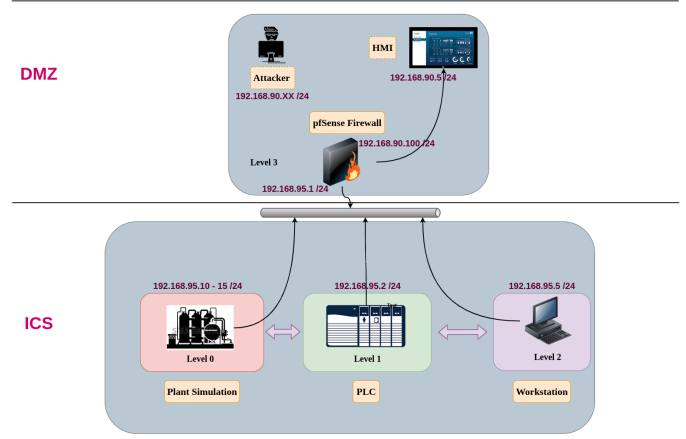 DMZ
Attacker
192.168.90.XX /24
HMI
192.168.90.5 /24
pfSense Firewall
192.168.90.100 /24
Level 3
192.168.95.1 /24
ICS
192.168.95.10 - 15 /24
192.168.95.2 /24
192.168.95.5 /24
Level 0
Level 1
Level 2
Plant Simulation
PLC
Workstation